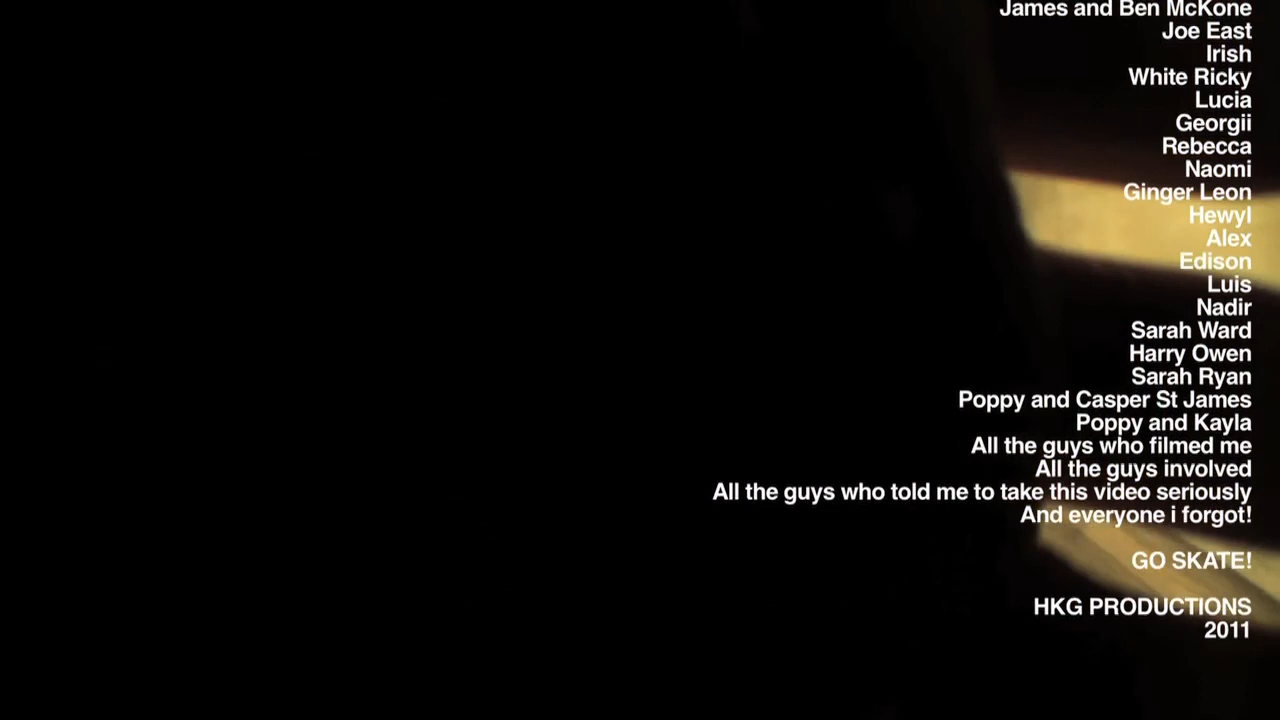 James and Ben McKone
Joe East
Irish
White Ricky
Lucia
Georgii
Rebecca
Naomi
Ginger Leon
Hewyl
Alex
Edison
Luis
Nadir
Sarah Ward
Harry Owen
Sarah Ryan
Poppy and Casper St James
Poppy and Kayla
All the guys who filmed me
All the guys involved
All the guys who told me to take this video seriously
And everyone i forgot!
GO SKATE!
HKG PRODUCTIONS
2011